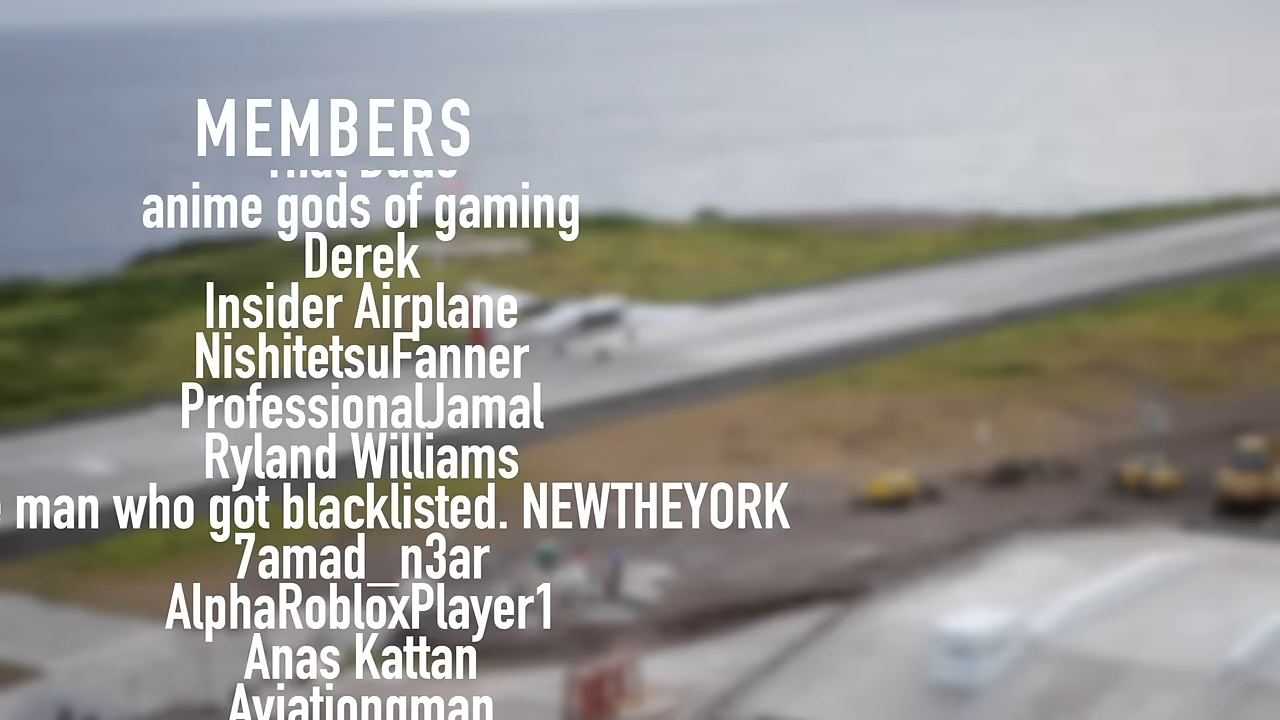 MEMBERS
anime gods of gaming
Derek
Insider Airplane
NishitetsuFanner
ProfessionalJamal
Ryland Williams
man who got blacklisted. NEWTHEYORK
7amad_n3ar
AlphaRobloxPlayer1
Anas Kattan
Aviationgman